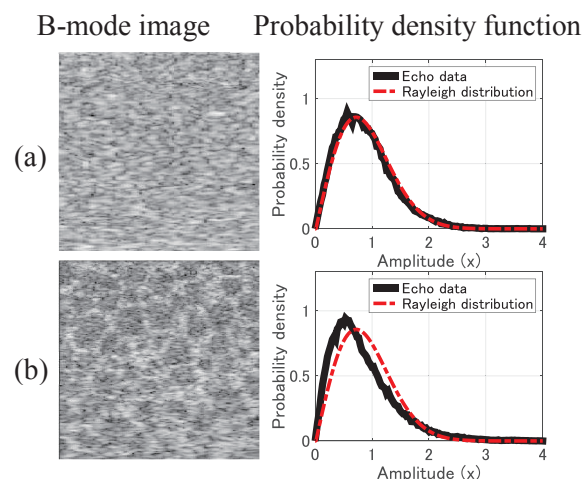 B-mode image Probability density function
(a)
Probability density
1
0.5
0
Echo data
Rayleigh distribution
0 1 2 3 4
Amplitude (x)
(b)
Probability density
1
0.5
0
Echo data
Rayleigh distribution
0 1 2 3 4
Amplitude (x)